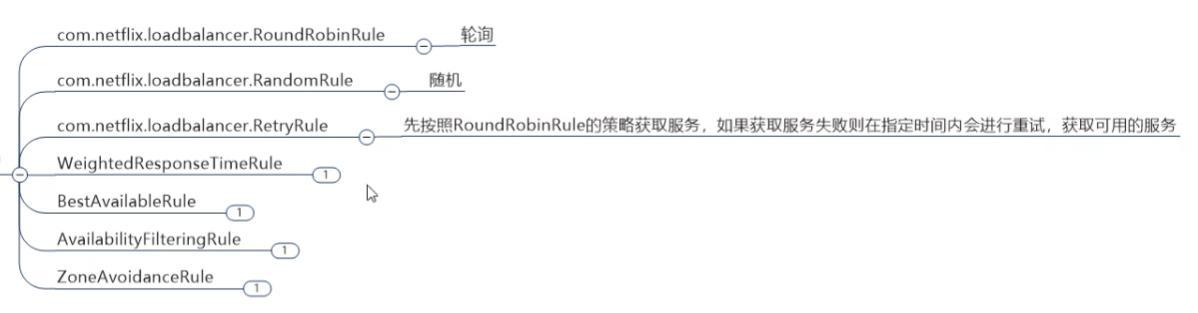 com.netflix.loadbalancer.RoundRobinRule 轮询
com.netflix.loadbalancer.RandomRule 随机
com.netflix.loadbalancer.RetryRule 先按照RoundRobinRule的策略获取服务，如果获取服务失败则在指定时间内会进行重试，获取可用的服务
WeightedResponseTimeRule 1
BestAvailableRule 1
AvailabilityFilteringRule 1
ZoneAvoidanceRule 1